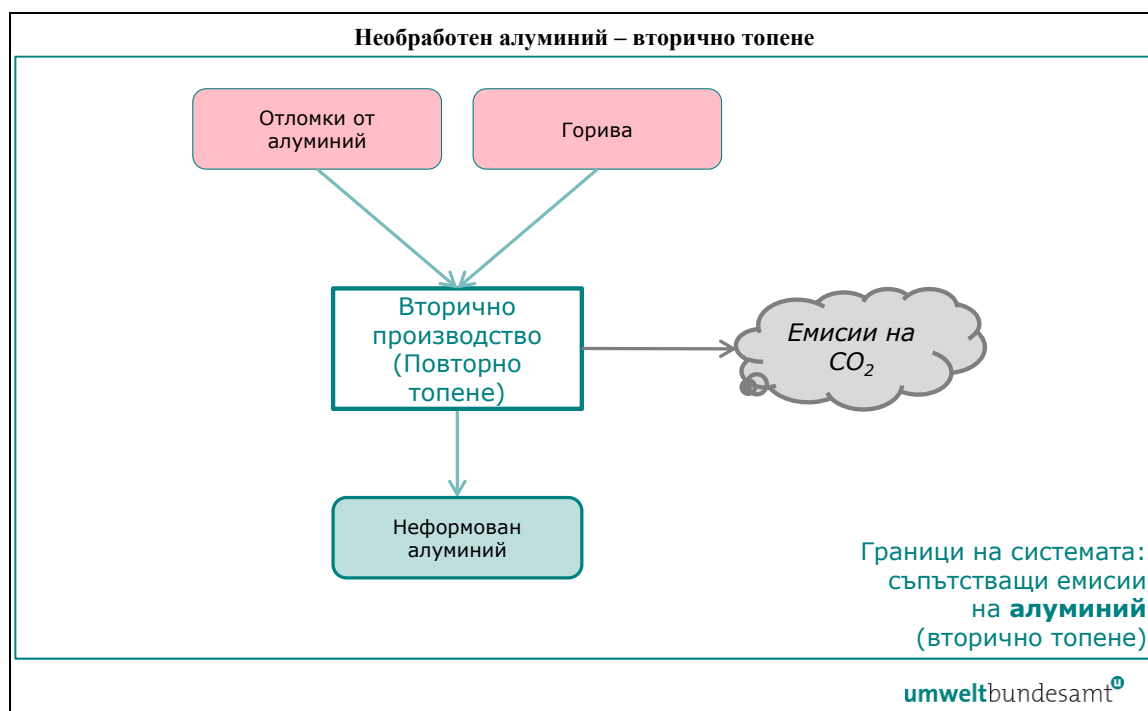 Необработен алуминий – вторично топене
Отломки от
алуминий
Горива
Вторично
производство
(Повторно
топене)
Емисии на
CO₂
Неформован
алуминий
Граници на системата:
съпътстващи емисии
на алуминий
(вторично топене)
umweltbundesamt ᵘ